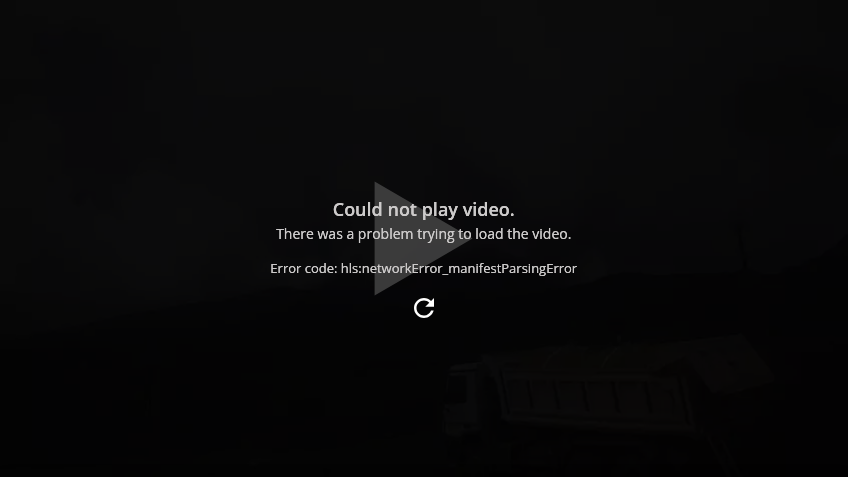 Could not play video.
There was a problem trying to load the video.
Error code: hls:networkError_manifestParsingError